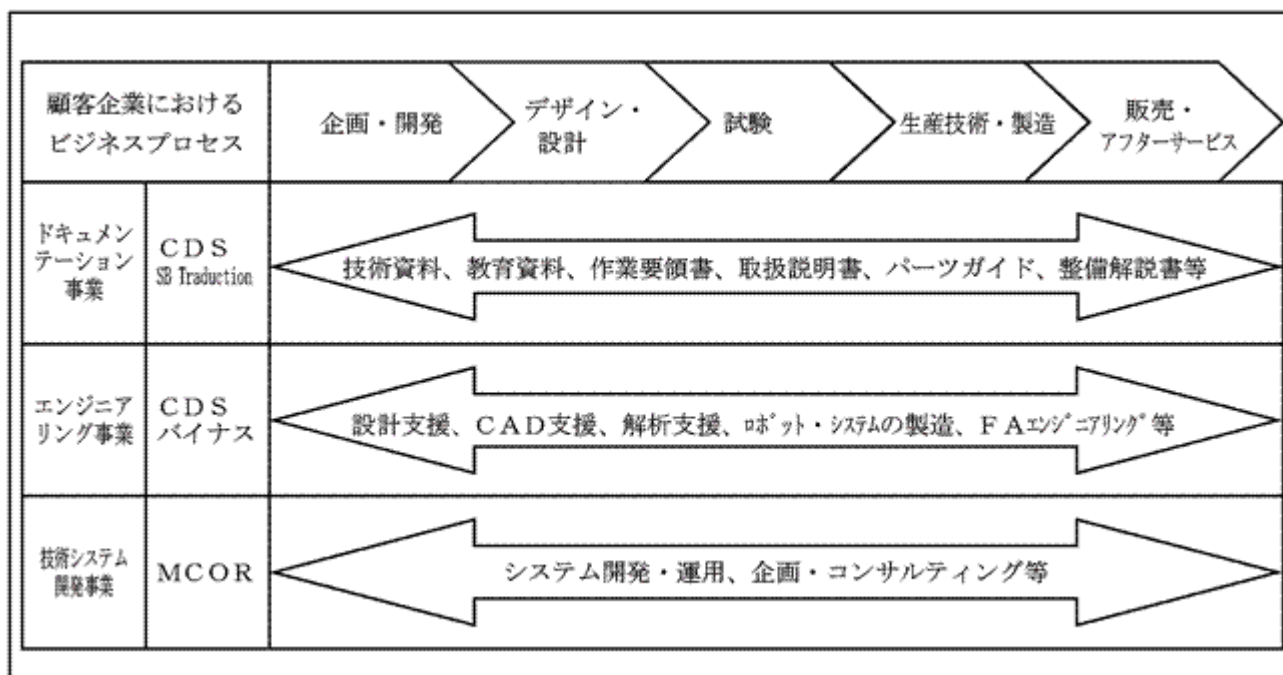 顧客企業における
ビジネスプロセス
企画・開発
デザイン・
設計
試験
生産技術・製造
販売・
アフターサービス
ドキュメン
テーション
事業
CDS
SB Traduction
技術資料、教育資料、作業要領書、取扱説明書、パーツガイド、整備解説書等
エンジニア
リング事業
CDS
バイナス
設計支援、CAD支援、解析支援、ﾛﾎﾞｯﾄ・ｼｽﾃﾑの製造、FAｴﾝｼﾞﾆｱﾘﾝｸﾞ等
技術システム
開発事業
MCOR
システム開発・運用、企画・コンサルティング等